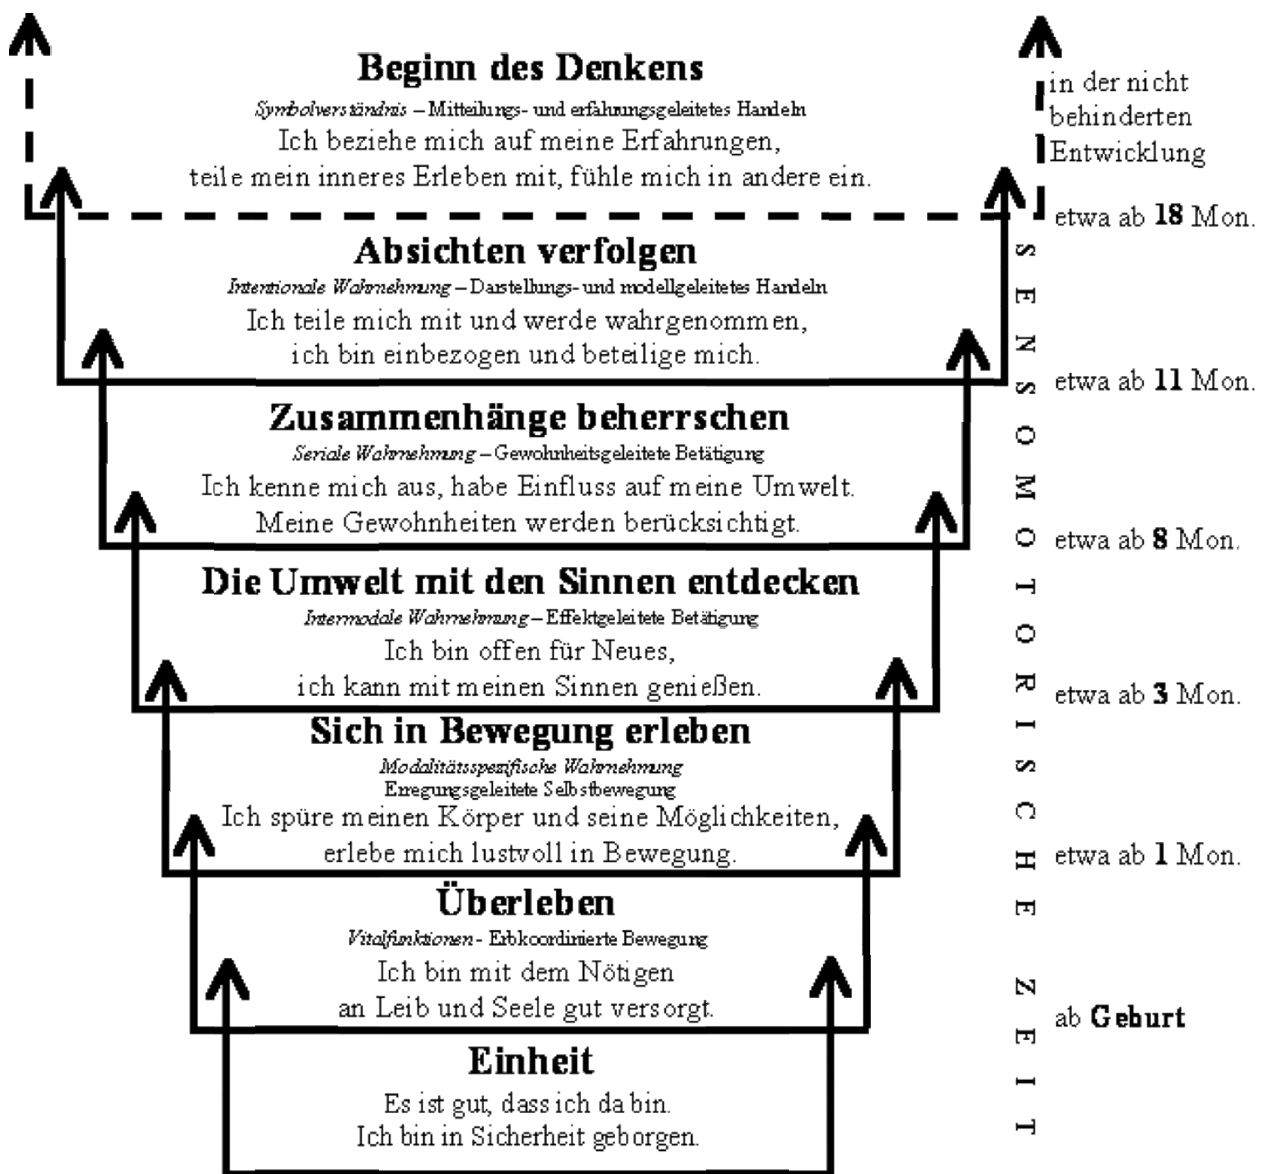 Beginn des Denkens
Symbolverständnis – Mitteilungs- und erfahrungsgeleitetes Handeln
Ich beziehe mich auf meine Erfahrungen,
teile mein inneres Erleben mit, fühle mich in andere ein.
in der nicht
behinderten
Entwicklung
etwa ab 18 Mon.
Absichten verfolgen
Intentionale Wahrnehmung – Darstellungs- und modellgeleitetes Handeln
Ich teile mich mit und werde wahrgenommen,
ich bin einbezogen und beteilige mich.
etwa ab 11 Mon.
Zusammenhänge beherrschen
Seriale Wahrnehmung – Gewohnheitsgeleitete Betätigung
Ich kenne mich aus, habe Einfluss auf meine Umwelt.
Meine Gewohnheiten werden berücksichtigt.
etwa ab 8 Mon.
Die Umwelt mit den Sinnen entdecken
Intermodale Wahrnehmung – Effektgeleitete Betätigung
Ich bin offen für Neues,
ich kann mit meinen Sinnen genießen.
etwa ab 3 Mon.
Sich in Bewegung erleben
Modalitätsspezifische Wahrnehmung
Erregungsgeleitete Selbstbewegung
Ich spüre meinen Körper und seine Möglichkeiten,
erlebe mich lustvoll in Bewegung.
etwa ab 1 Mon.
Überleben
Vitalfunktionen - Erbkoordinierte Bewegung
Ich bin mit dem Nötigen
an Leib und Seele gut versorgt.
ab Geburt
Einheit
Es ist gut, dass ich da bin.
Ich bin in Sicherheit geborgen.
SENSOMOTORISCHE ZEIT